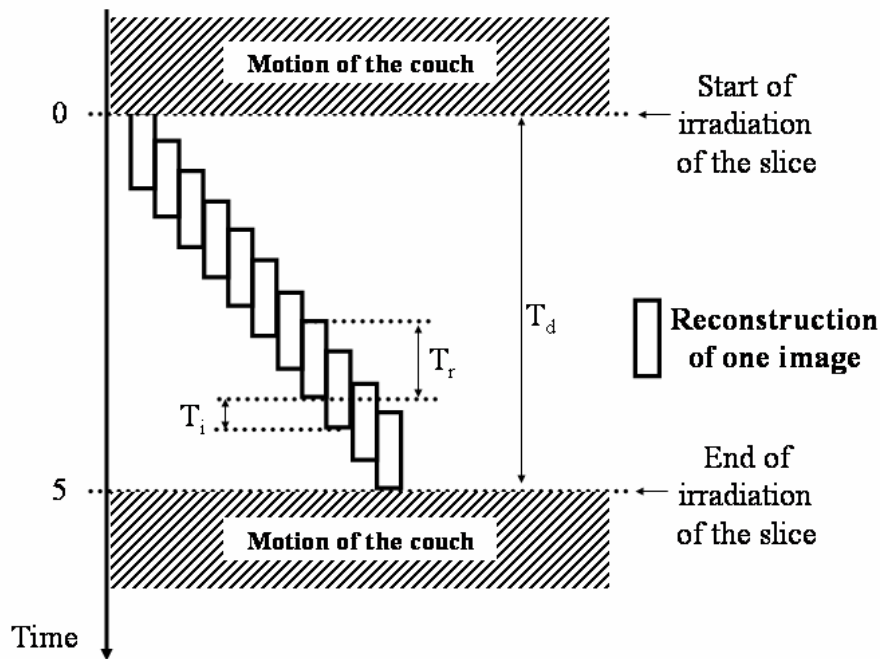 Motion of the couch
0
Start of
irradiation
of the slice
T_d
Reconstruction
of one image
T_r
T_i
5
End of
irradiation
of the slice
Motion of the couch
Time